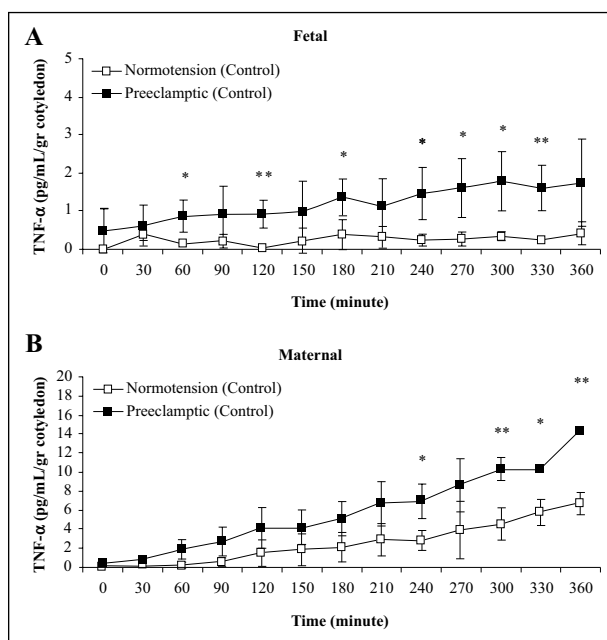 A
Fetal
TNF-α (pg/mL/gr cotyledon)
5
4
3
2
1
0
Normotension (Control)
Preeclamptic (Control)
* ** * * * * **
0 30 60 90 120 150 180 210 240 270 300 330 360
Time (minute)
B
Maternal
TNF-α (pg/mL/gr cotyledon)
20
18
16
14
12
10
8
6
4
2
0
Normotension (Control)
Preeclamptic (Control)
* ** * **
0 30 60 90 120 150 180 210 240 270 300 330 360
Time (minute)